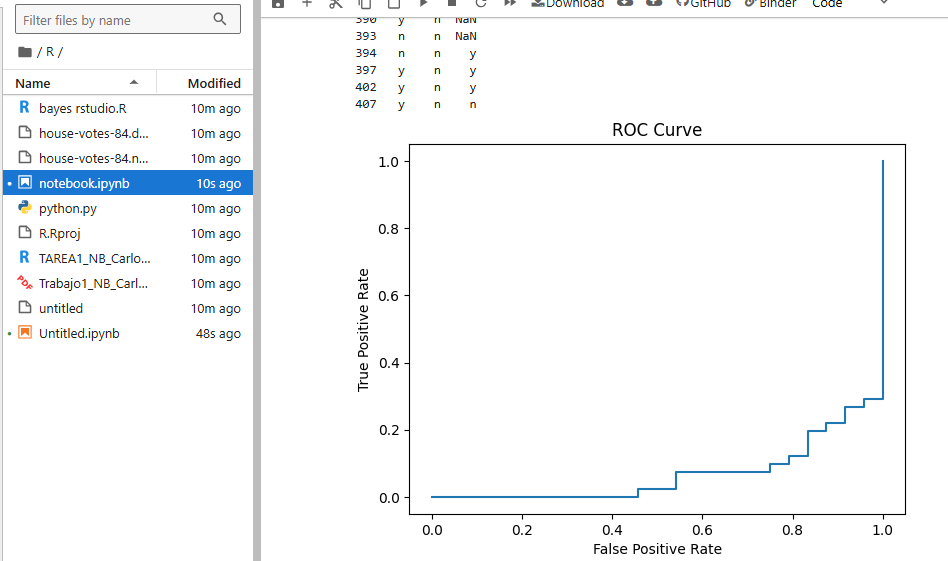 Filter files by name
/ R /
Name Modified
bayes rstudio.R 10m ago
house-votes-84.d... 10m ago
house-votes-84.n... 10m ago
notebook.ipynb 10s ago
python.py 10m ago
R.Rproj 10m ago
TAREA1_NB_Carlo... 10m ago
Trabajo1_NB_Carl... 10m ago
untitled 10m ago
Untitled.ipynb 48s ago
Download GitHub Binder Code
390 y n NaN
393 n n NaN
394 n n y
397 y n y
402 y n y
407 y n n
ROC Curve
True Positive Rate
1.0
0.8
0.6
0.4
0.2
0.0
0.0 0.2 0.4 0.6 0.8 1.0
False Positive Rate